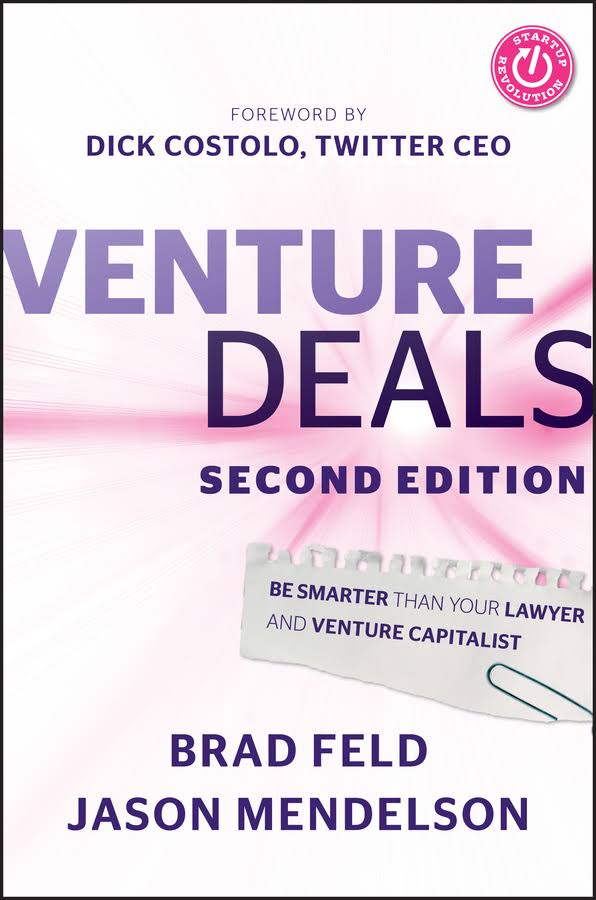 STARTUP
REVOLUTION
FOREWORD BY
DICK COSTOLO, TWITTER CEO
VENTURE
DEALS
SECOND EDITION
BE SMARTER THAN YOUR LAWYER
AND VENTURE CAPITALIST
BRAD FELD
JASON MENDELSON